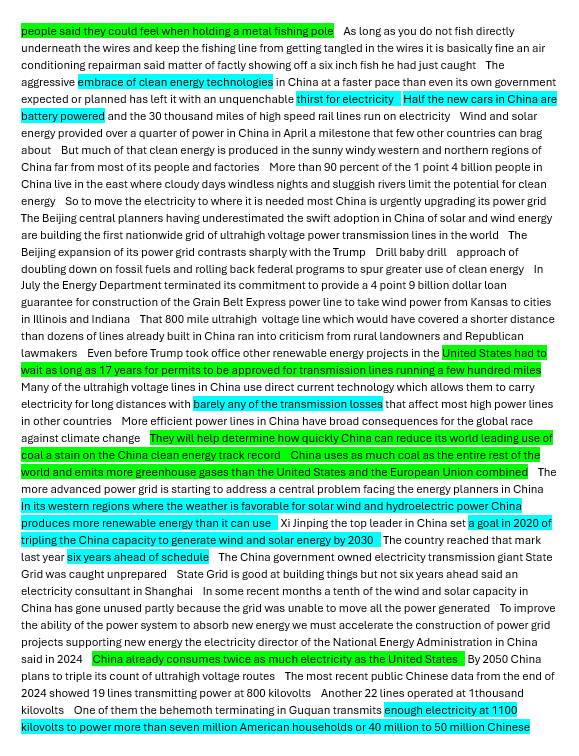 people said they could feel when holding a metal fishing pole As long as you do not fish directly
underneath the wires and keep the fishing line from getting tangled in the wires it is basically fine an air
conditioning repairman said matter of factly showing off a six inch fish he had just caught The
aggressive embrace of clean energy technologies in China at a faster pace than even its own government
expected or planned has left it with an unquenchable thirst for electricity Half the new cars in China are
battery powered and the 30 thousand miles of high speed rail lines run on electricity Wind and solar
energy provided over a quarter of power in China in April a milestone that few other countries can brag
about But much of that clean energy is produced in the sunny windy western and northern regions of
China far from most of its people and factories More than 90 percent of the 1 point 4 billion people in
China live in the east where cloudy days windless nights and sluggish rivers limit the potential for clean
energy So to move the electricity to where it is needed most China is urgently upgrading its power grid
The Beijing central planners having underestimated the swift adoption in China of solar and wind energy
are building the first nationwide grid of ultrahigh voltage power transmission lines in the world The
Beijing expansion of its power grid contrasts sharply with the Trump Drill baby drill approach of
doubling down on fossil fuels and rolling back federal programs to spur greater use of clean energy In
July the Energy Department terminated its commitment to provide a 4 point 9 billion dollar loan
guarantee for construction of the Grain Belt Express power line to take wind power from Kansas to cities
in Illinois and Indiana That 800 mile ultrahigh voltage line which would have covered a shorter distance
than dozens of lines already built in China ran into criticism from rural landowners and Republican
lawmakers Even before Trump took office other renewable energy projects in the United States had to
wait as long as 17 years for permits to be approved for transmission lines running a few hundred miles
Many of the ultrahigh voltage lines in China use direct current technology which allows them to carry
electricity for long distances with barely any of the transmission losses that affect most high power lines
in other countries More efficient power lines in China have broad consequences for the global race
against climate change They will help determine how quickly China can reduce its world leading use of
coal a stain on the China clean energy track record China uses as much coal as the entire rest of the
world and emits more greenhouse gases than the United States and the European Union combined The
more advanced power grid is starting to address a central problem facing the energy planners in China
In its western regions where the weather is favorable for solar wind and hydroelectric power China
produces more renewable energy than it can use Xi Jinping the top leader in China set a goal in 2020 of
tripling the China capacity to generate wind and solar energy by 2030 The country reached that mark
last year six years ahead of schedule The China government owned electricity transmission giant State
Grid was caught unprepared State Grid is good at building things but not six years ahead said an
electricity consultant in Shanghai In some recent months a tenth of the wind and solar capacity in
China has gone unused partly because the grid was unable to move all the power generated To improve
the ability of the power system to absorb new energy we must accelerate the construction of power grid
projects supporting new energy the electricity director of the National Energy Administration in China
said in 2024 China already consumes twice as much electricity as the United States By 2050 China
plans to triple its count of ultrahigh voltage routes The most recent public Chinese data from the end of
2024 showed 19 lines transmitting power at 800 kilovolts Another 22 lines operated at 1thousand
kilovolts One of them the behemoth terminating in Guquan transmits enough electricity at 1100
kilovolts to power more than seven million American households or 40 million to 50 million Chinese